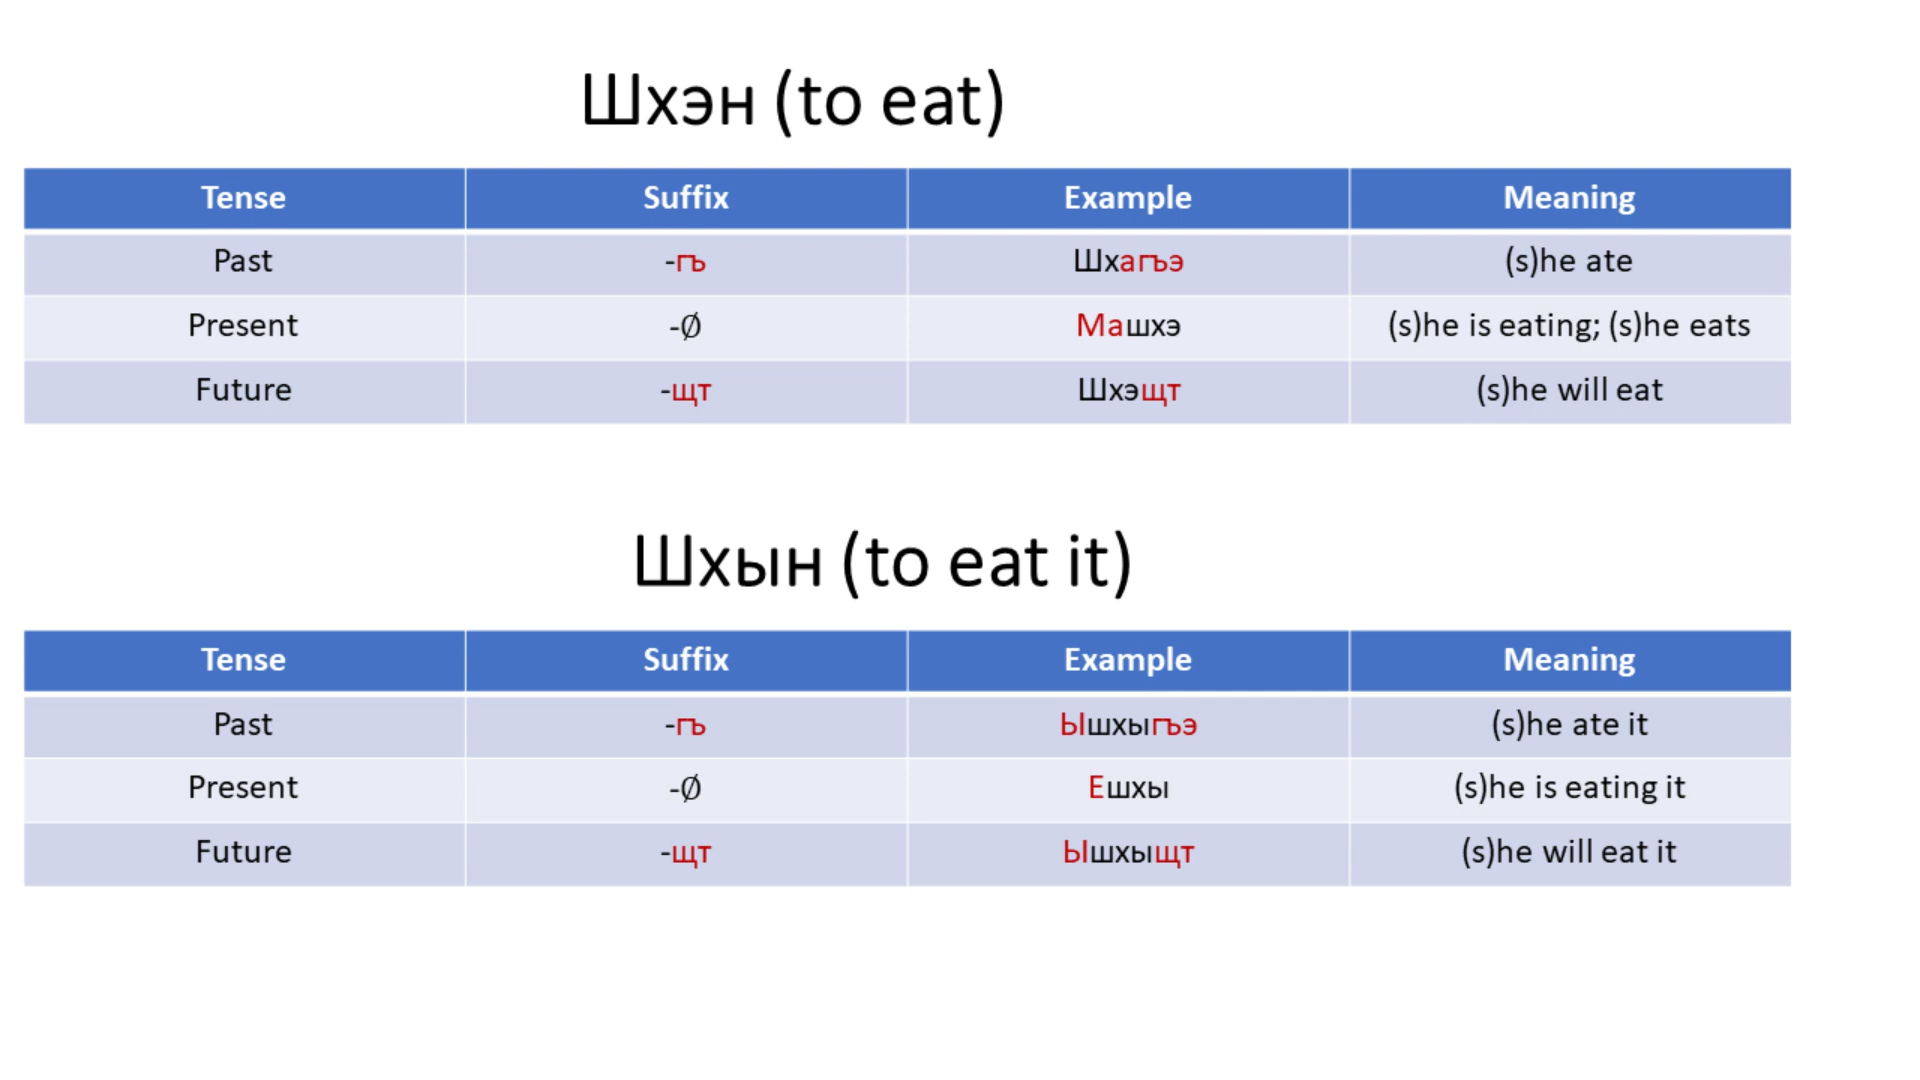 Шхэн (to eat)
Tense Suffix Example Meaning
Past -гъ Шхагъэ (s)he ate
Present -Ø Машхэ (s)he is eating; (s)he eats
Future -щт Шхэщт (s)he will eat
Шхын (to eat it)
Tense Suffix Example Meaning
Past -гъ Ышхыгъэ (s)he ate it
Present -Ø Ешхы (s)he is eating it
Future -щт Ышхыщт (s)he will eat it